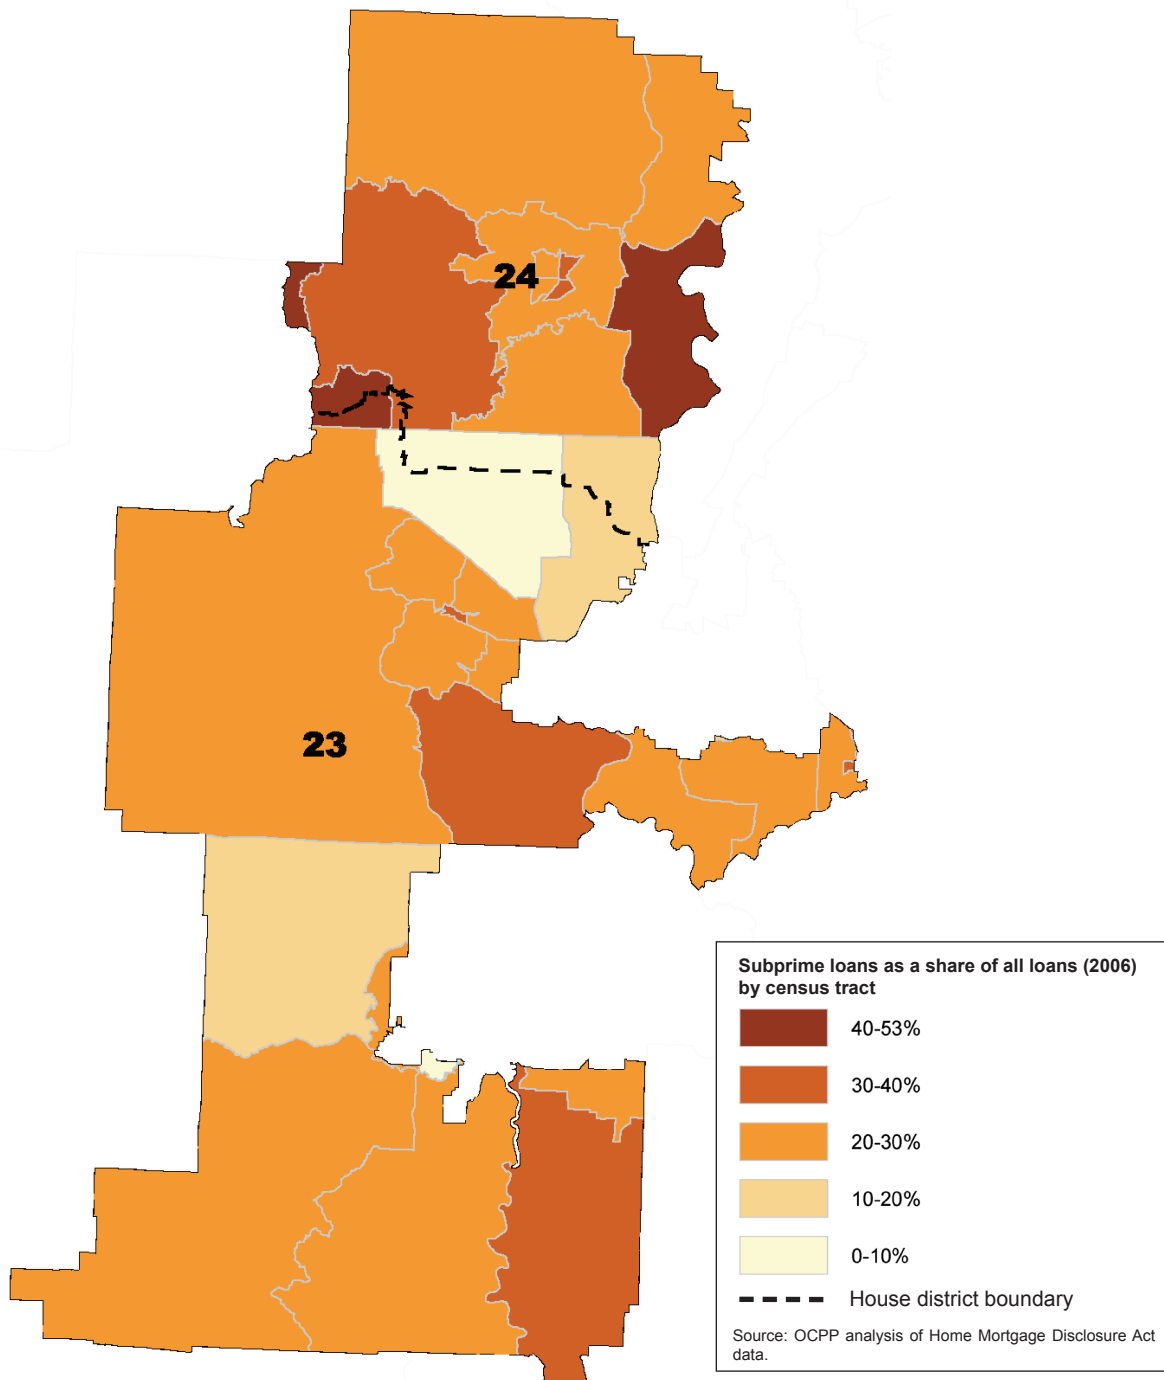 24
23
Subprime loans as a share of all loans (2006)
by census tract
40-53%
30-40%
20-30%
10-20%
0-10%
House district boundary
Source: OCPP analysis of Home Mortgage Disclosure Act
data.